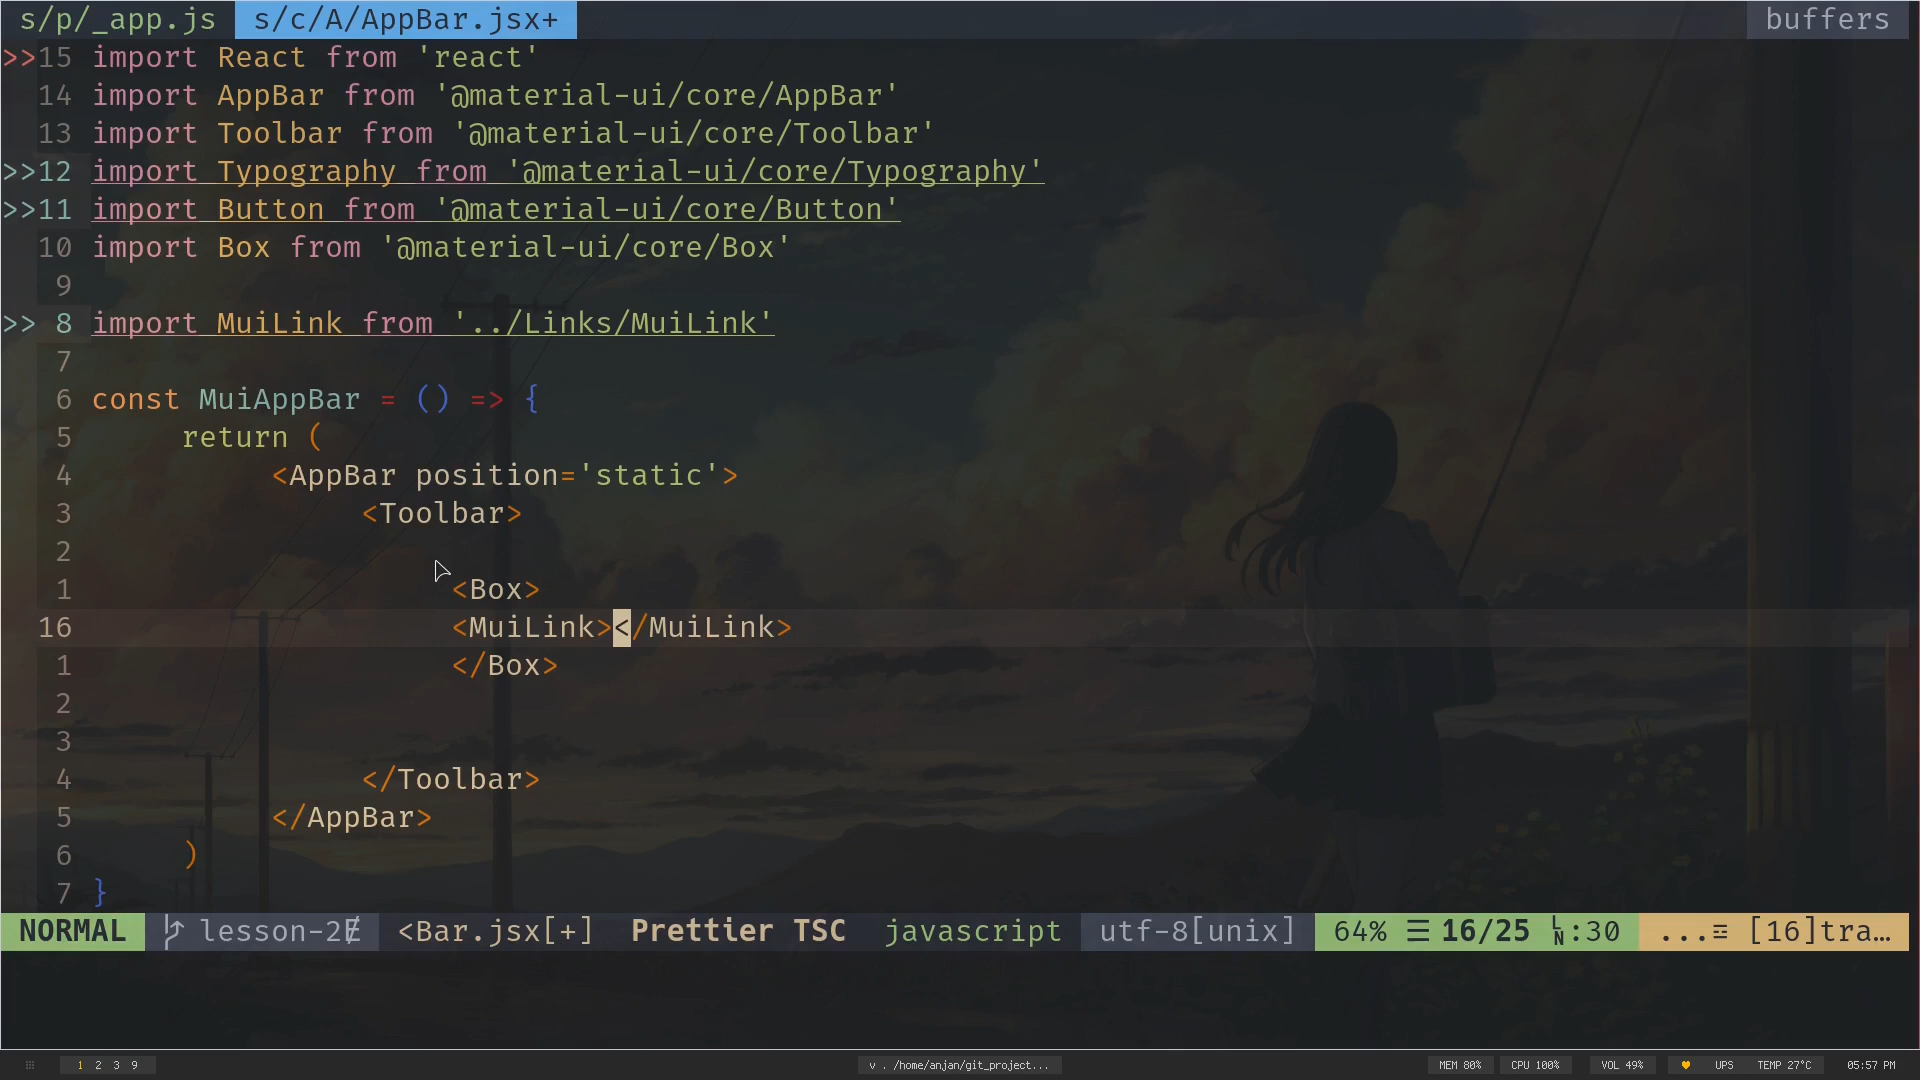 s/p/_app.js s/c/A/AppBar.jsx+ buffers
>>15 import React from 'react'
14 import AppBar from '@material-ui/core/AppBar'
13 import Toolbar from '@material-ui/core/Toolbar'
>>12 import Typography from '@material-ui/core/Typography'
>>11 import Button from '@material-ui/core/Button'
10 import Box from '@material-ui/core/Box'
9
>> 8 import MuiLink from '../Links/MuiLink'
7
6 const MuiAppBar = () => {
5 return (
4 <AppBar position='static'>
3 <Toolbar>
2
1 <Box>
16 <MuiLink></MuiLink>
1 </Box>
2
3
4 </Toolbar>
5 </AppBar>
6 )
7 }
NORMAL lesson-2 <Bar.jsx[+] Prettier TSC javascript utf-8[unix] 64% ☰ 16/25 LN:30 ...☲ [16]tra…
1 2 3 9 v . /home/anjan/git_project... MEM 80% CPU 100% VOL 49% UPS TEMP 27°C 05:57 PM